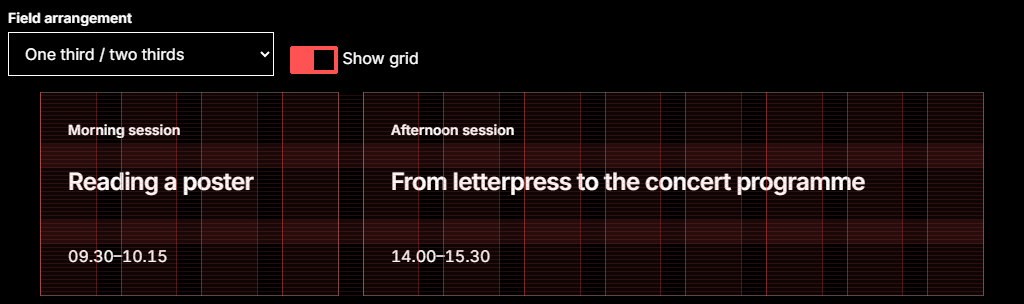 Field arrangement
One third / two thirds
Show grid
Morning session
Reading a poster
09.30–10.15
Afternoon session
From letterpress to the concert programme
14.00–15.30